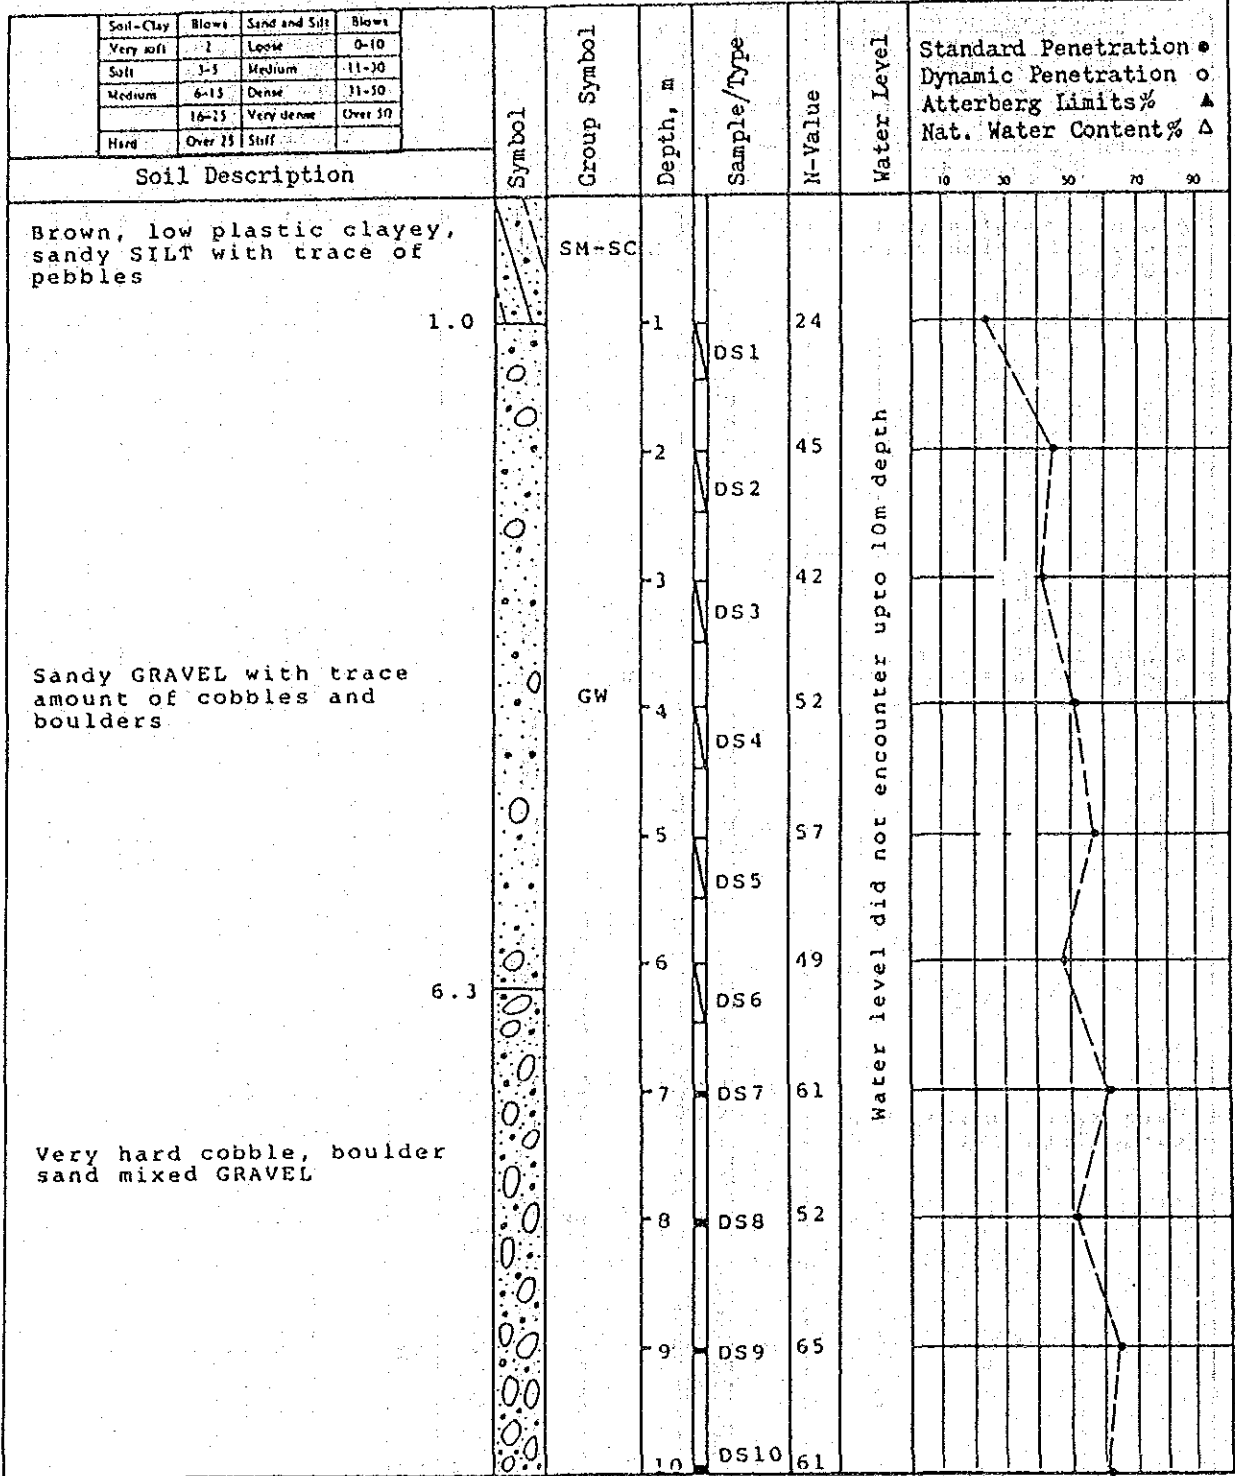 Soil-Clay Blows Sand and Silt Blows
Very soft 2 Loose 0-10
Soft 3-5 Medium 11-30
Medium 6-15 Dense 31-50
16-25 Very dense Over 50
Hard Over 25 Stiff
Soil Description
Symbol
Group Symbol
Depth, m
Sample/Type
N-Value
Water Level
Standard Penetration ●
Dynamic Penetration o
Atterberg Limits% ▲
Nat. Water Content% △
10 30 50 70 90
Brown, low plastic clayey,
sandy SILT with trace of
pebbles
SM-SC
1.0
1 DS1 24
2 DS2 45
3 DS3 42
Sandy GRAVEL with trace
amount of cobbles and
boulders
GW
4 DS4 52
5 DS5 57
6 DS6 49
6.3
7 DS7 61
Very hard cobble, boulder
sand mixed GRAVEL
8 DS8 52
9 DS9 65
10 DS10 61
Water level did not encounter upto 10m depth